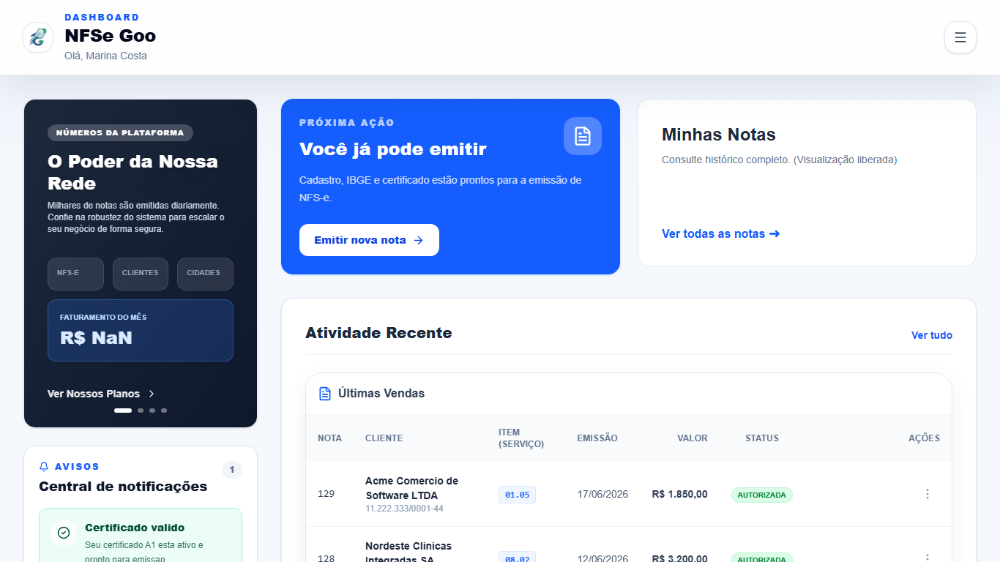 DASHBOARD
NFSe Goo
Olá, Marina Costa
NÚMEROS DA PLATAFORMA
O Poder da Nossa
Rede
Milhares de notas são emitidas diariamente.
Confie na robustez do sistema para escalar o
seu negócio de forma segura.
NFS-E
CLIENTES
CIDADES
FATURAMENTO DO MÊS
R$ NaN
Ver Nossos Planos
AVISOS
1
Central de notificações
Certificado valido
Seu certificado A1 esta ativo e
pronto para emissao
PRÓXIMA AÇÃO
Você já pode emitir
Cadastro, IBGE e certificado estão prontos para a emissão de
NFS-e.
Emitir nova nota
Minhas Notas
Consulte histórico completo. (Visualização liberada)
Ver todas as notas ➜
Atividade Recente
Ver tudo
Últimas Vendas
NOTA CLIENTE ITEM (SERVIÇO) EMISSÃO VALOR STATUS AÇÕES
129 Acme Comercio de Software LTDA 11.222.333/0001-44 01.05 17/06/2026 R$ 1.850,00 AUTORIZADA
128 Nordeste Clinicas Integradas SA 08.02 12/06/2026 R$ 3.200,00 AUTORIZADA